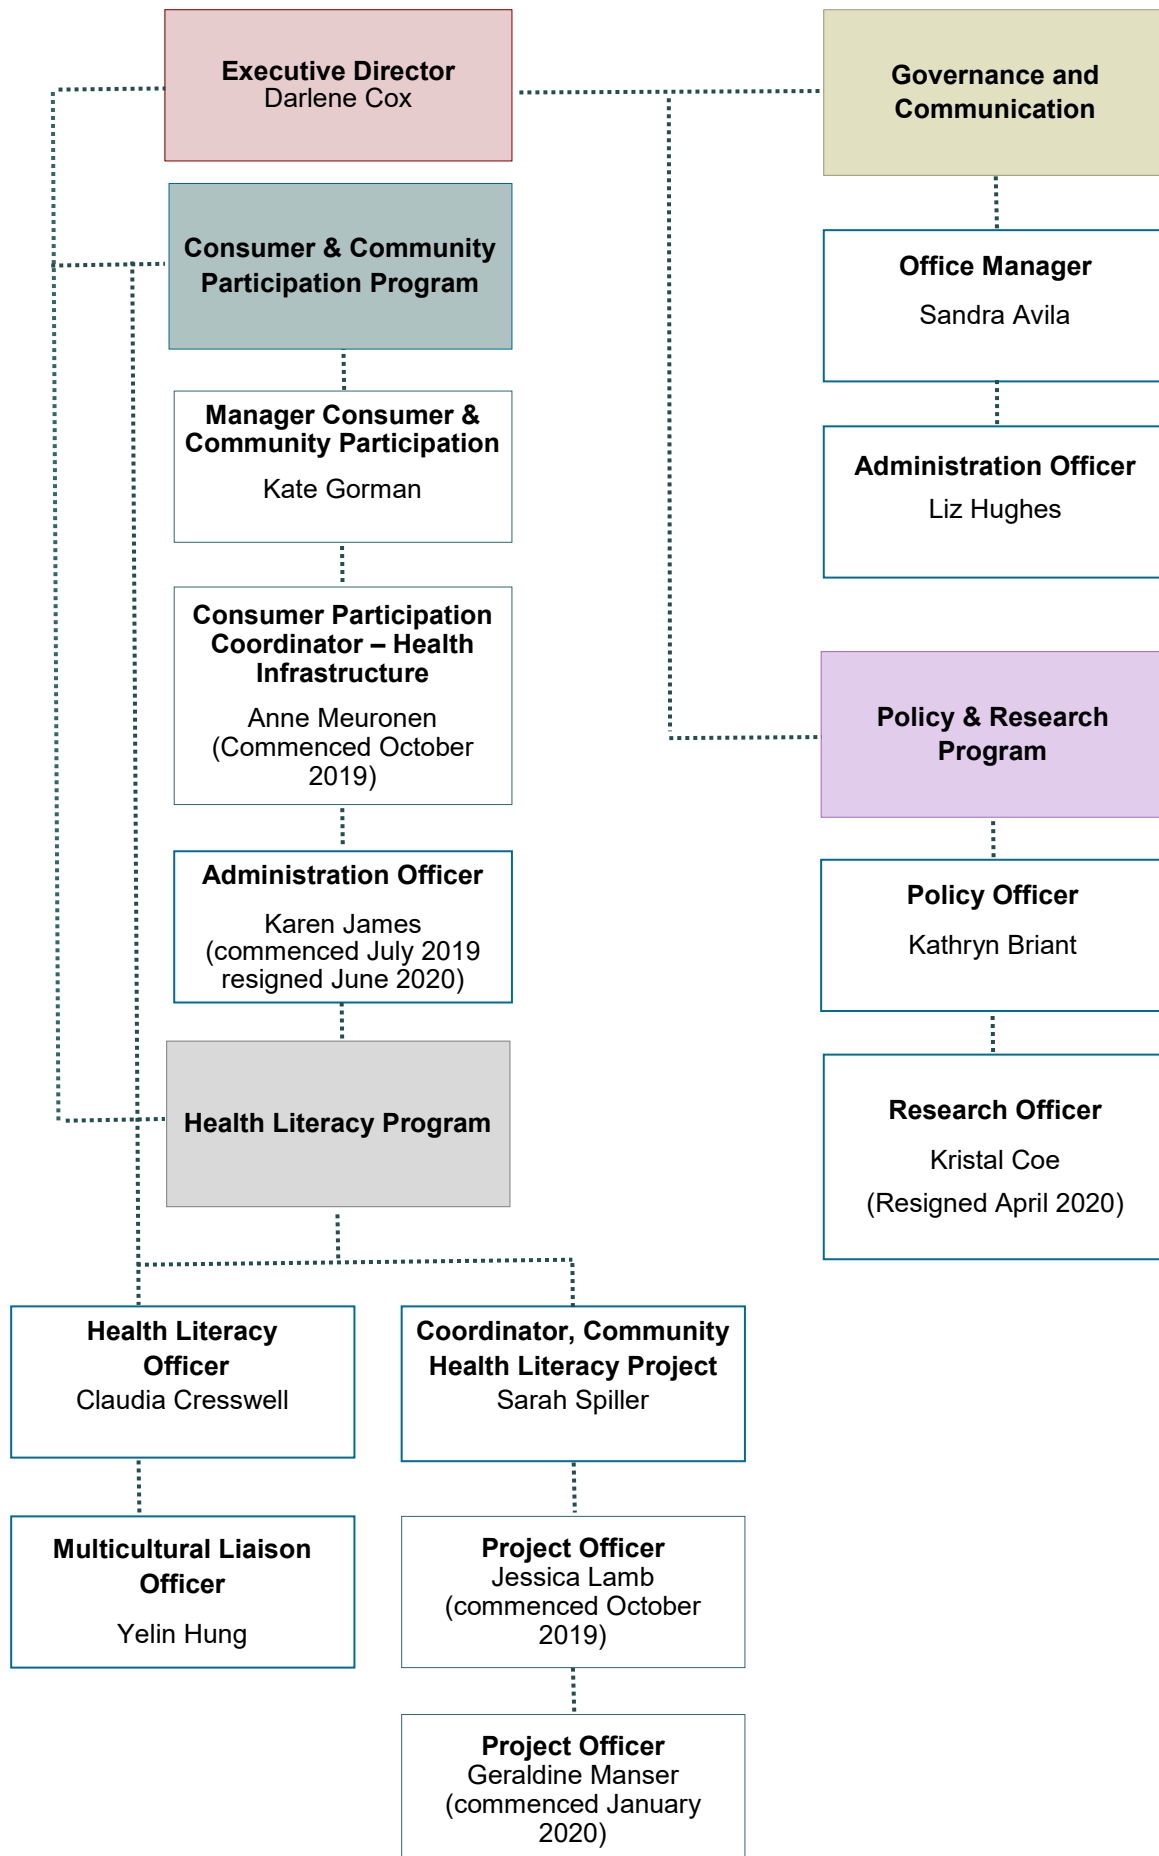 Executive Director
Darlene Cox
Governance and
Communication
Consumer & Community
Participation Program
Office Manager
Sandra Avila
Manager Consumer &
Community Participation
Kate Gorman
Administration Officer
Liz Hughes
Consumer Participation
Coordinator – Health
Infrastructure
Anne Meuronen
(Commenced October
2019)
Policy & Research
Program
Administration Officer
Karen James
(commenced July 2019
resigned June 2020)
Policy Officer
Kathryn Briant
Health Literacy Program
Research Officer
Kristal Coe
(Resigned April 2020)
Health Literacy
Officer
Claudia Cresswell
Coordinator, Community
Health Literacy Project
Sarah Spiller
Multicultural Liaison
Officer
Yelin Hung
Project Officer
Jessica Lamb
(commenced October
2019)
Project Officer
Geraldine Manser
(commenced January
2020)